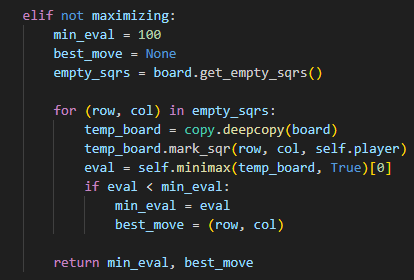 elif not maximizing:
    min_eval = 100
    best_move = None
    empty_sqrs = board.get_empty_sqrs()

    for (row, col) in empty_sqrs:
        temp_board = copy.deepcopy(board)
        temp_board.mark_sqr(row, col, self.player)
        eval = self.minimax(temp_board, True)[0]
        if eval < min_eval:
            min_eval = eval
            best_move = (row, col)

    return min_eval, best_move